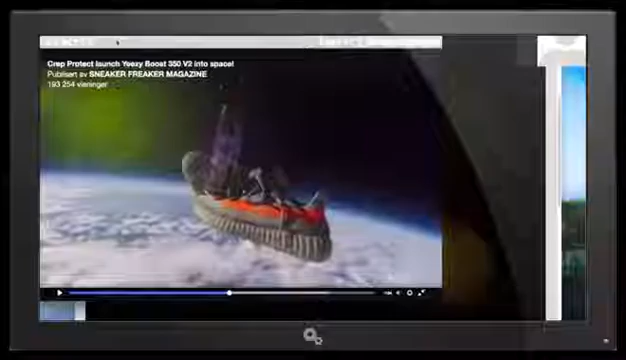 Crep Protect launch Yeezy Boost 350 V2 into space!
Publisert av SNEAKER FREAKER MAGAZINE
193 254 visninger